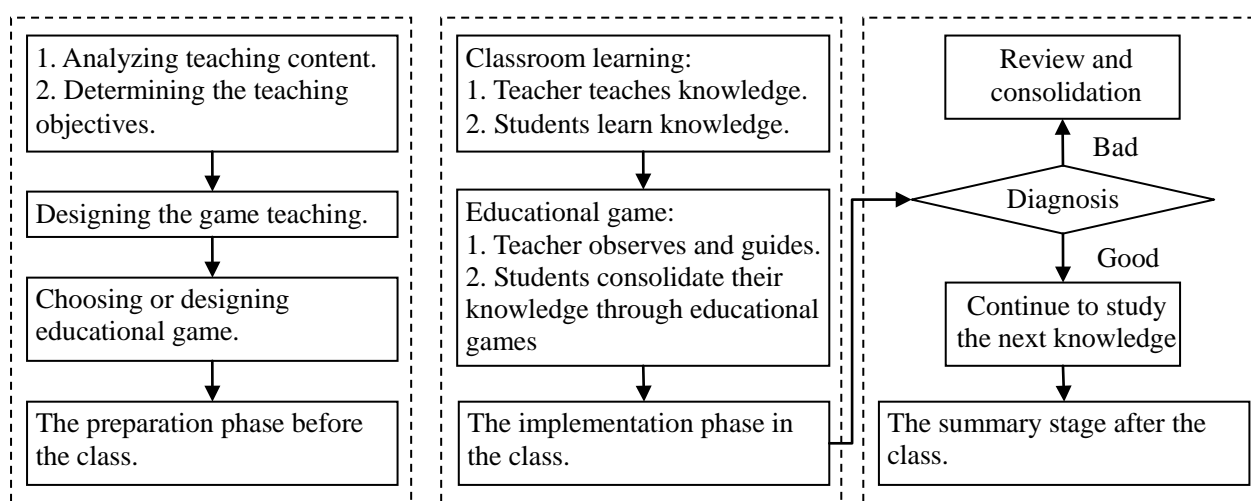 1. Analyzing teaching content.
2. Determining the teaching
objectives.
Designing the game teaching.
Choosing or designing
educational game.
The preparation phase before
the class.
Classroom learning:
1. Teacher teaches knowledge.
2. Students learn knowledge.
Educational game:
1. Teacher observes and guides.
2. Students consolidate their
knowledge through educational
games
The implementation phase in
the class.
Review and
consolidation
Bad
Diagnosis
Good
Continue to study
the next knowledge
The summary stage after the
class.